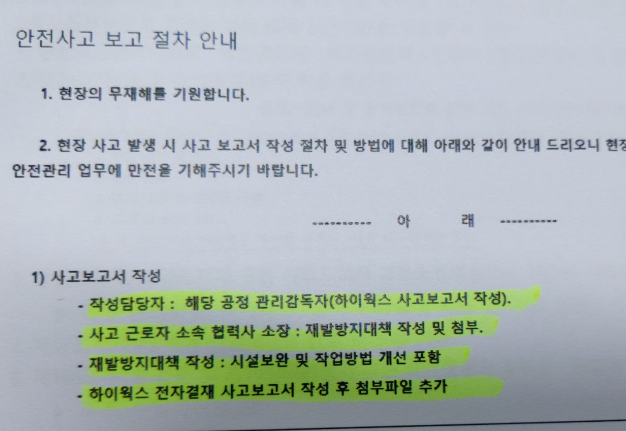 안전사고 보고 절차 안내
1. 현장의 무재해를 기원합니다.
2. 현장 사고 발생 시 사고 보고서 작성 절차 및 방법에 대해 아래와 같이 안내 드리오니 현장
안전관리 업무에 만전을 기해주시기 바랍니다.
---------- 아 래 ----------
1) 사고보고서 작성
- 작성담당자 : 해당 공정 관리감독자(하이웍스 사고보고서 작성).
- 사고 근로자 소속 협력사 소장 : 재발방지대책 작성 및 첨부.
- 재발방지대책 작성 : 시설보완 및 작업방법 개선 포함
- 하이웍스 전자결재 사고보고서 작성 후 첨부파일 추가